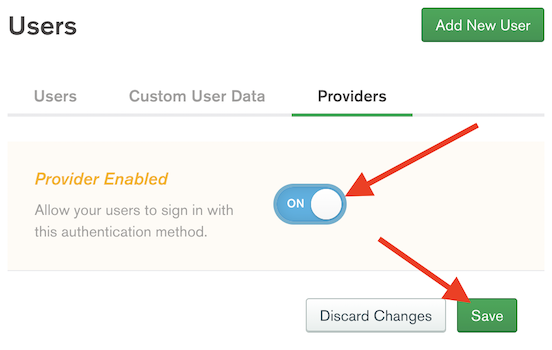 Users
Add New User
Users
Custom User Data
Providers
Provider Enabled
Allow your users to sign in with
this authentication method.
ON
Discard Changes
Save